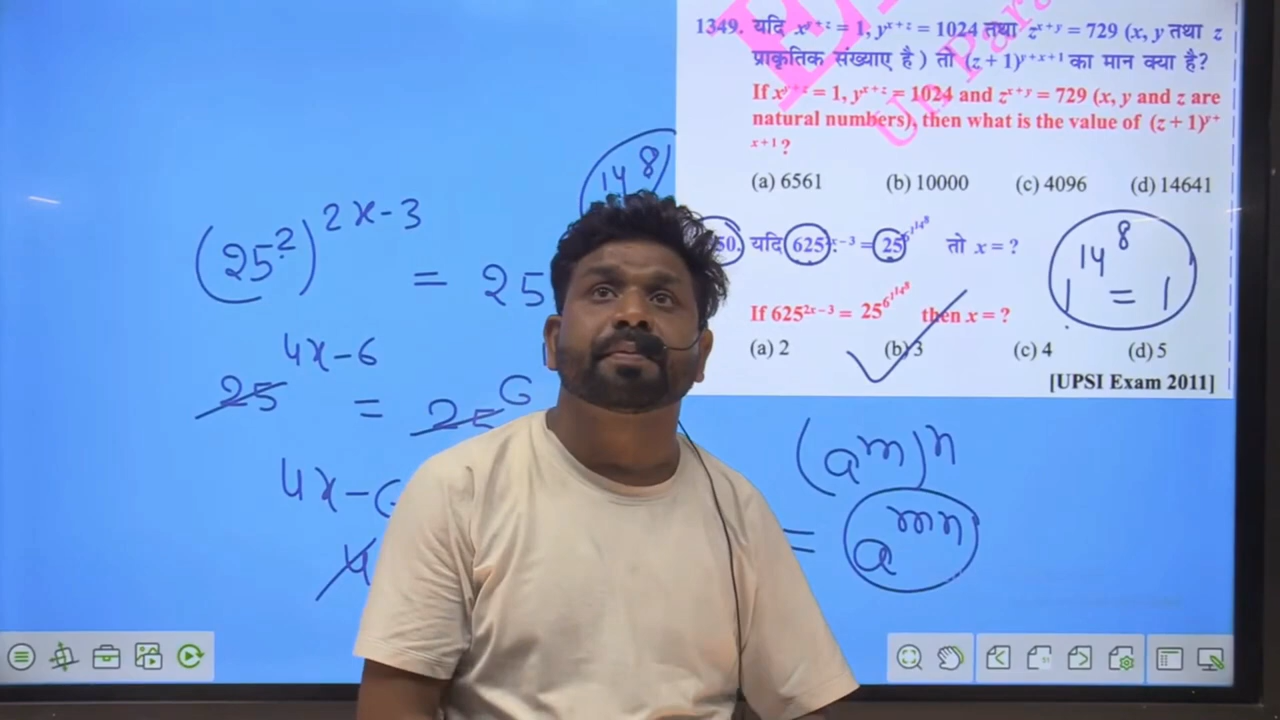 1349. यदि x^{y+z} = 1, y^{x+z} = 1024 तथा z^{x+y} = 729 (x, y तथा z
प्राकृतिक संख्याए है ) तो (z + 1)^{y+x+1} का मान क्या है?
If x^{y+z} = 1, y^{x+z} = 1024 and z^{x+y} = 729 (x, y and z are
natural numbers), then what is the value of (z + 1)^{y+
x+1} ?
(a) 6561 (b) 10000 (c) 4096 (d) 14641
50. यदि 625^{2x-3} = 25^{6^{1^{14^{8}}}} तो x = ?
If 625^{2x-3} = 25^{6^{1^{14^{8}}}} then x = ?
(a) 2 (b) 3 (c) 4 (d) 5
[UPSI Exam 2011]
1^{14^{8}} = 1
14^{8}
(25^{2})^{2x-3} = 25
25^{4x-6} = 25^{6}
4x-6
4
(a^{m})^{n}
= a^{mn}